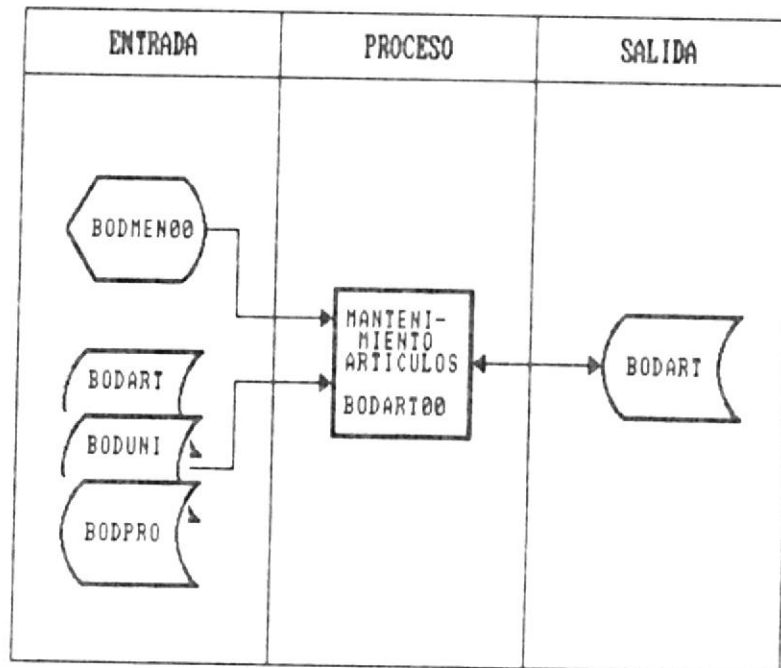 ENTRADA
PROCESO
SALIDA
BODMEN00
BODART
BODUNI
BODPRO
MANTENI-
MIENTO
ARTICULOS
BODART00
BODART